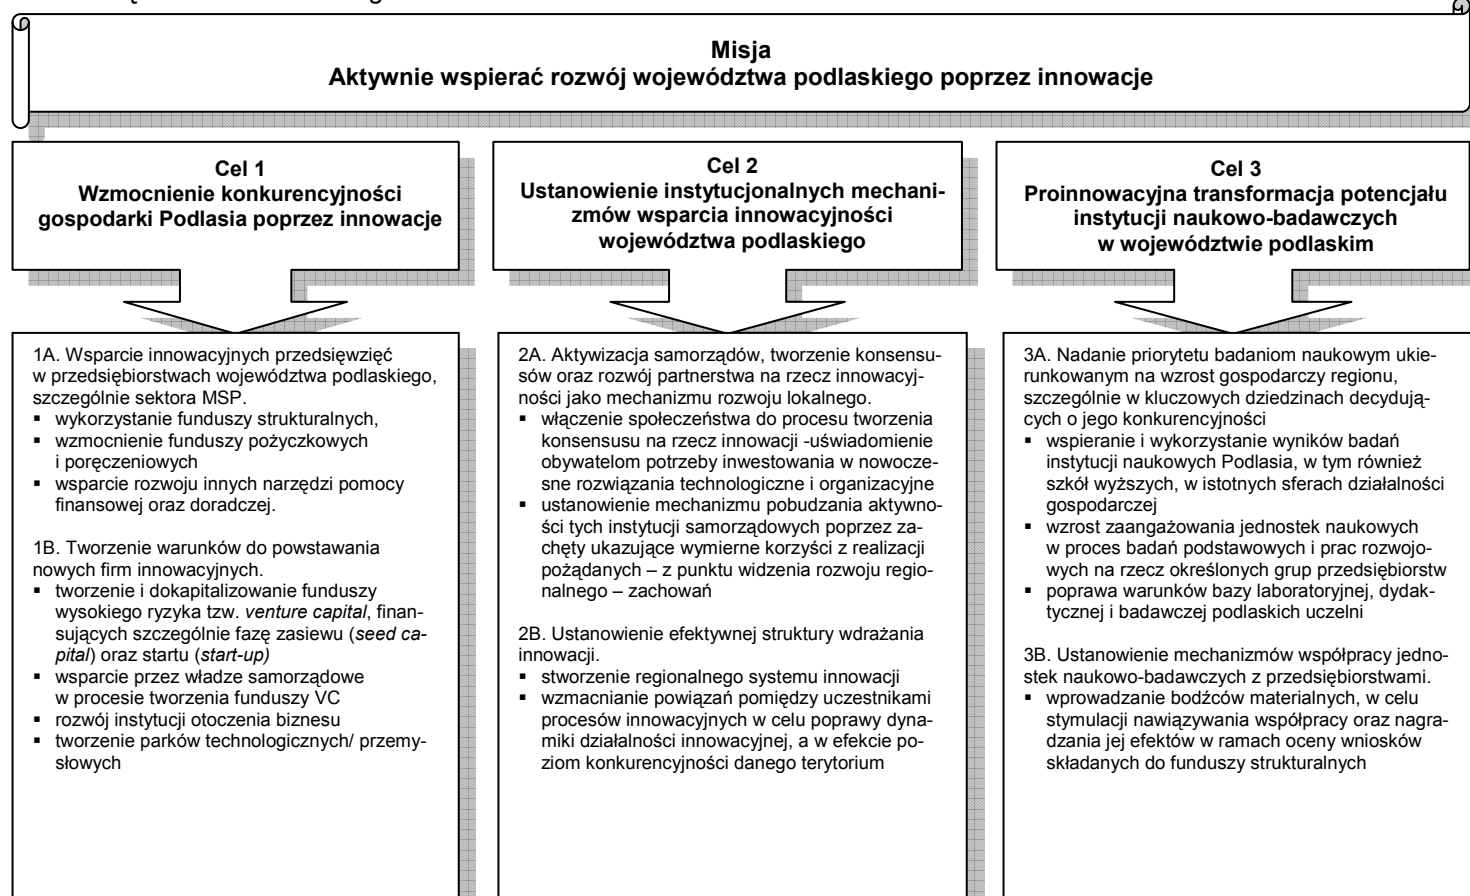 Misja
Aktywnie wspierać rozwój województwa podlaskiego poprzez innowacje
Cel 1
Wzmocnienie konkurencyjności
gospodarki Podlasia poprzez innowacje
Cel 2
Ustanowienie instytucjonalnych mechani-
zmów wsparcia innowacyjności
województwa podlaskiego
Cel 3
Proinnowacyjna transformacja potencjału
instytucji naukowo-badawczych
w województwie podlaskim
1A. Wsparcie innowacyjnych przedsięwzięć
w przedsiębiorstwach województwa podlaskiego,
szczególnie sektora MSP.
▪ wykorzystanie funduszy strukturalnych,
▪ wzmocnienie funduszy pożyczkowych
i poręczeniowych
▪ wsparcie rozwoju innych narzędzi pomocy
finansowej oraz doradczej.
1B. Tworzenie warunków do powstawania
nowych firm innowacyjnych.
▪ tworzenie i dokapitalizowanie funduszy
wysokiego ryzyka tzw. venture capital, finan-
sujących szczególnie fazę zasiewu (seed ca-
pital) oraz startu (start-up)
▪ wsparcie przez władze samorządowe
w procesie tworzenia funduszy VC
▪ rozwój instytucji otoczenia biznesu
▪ tworzenie parków technologicznych/ przemy-
słowych
2A. Aktywizacja samorządów, tworzenie konsensu-
sów oraz rozwój partnerstwa na rzecz innowacyj-
ności jako mechanizmu rozwoju lokalnego.
▪ włączenie społeczeństwa do procesu tworzenia
konsensusu na rzecz innowacji -uświadomienie
obywatelom potrzeby inwestowania w nowocze-
sne rozwiązania technologiczne i organizacyjne
▪ ustanowienie mechanizmu pobudzania aktywno-
ści tych instytucji samorządowych poprzez za-
chęty ukazujące wymierne korzyści z realizacji
pożądanych – z punktu widzenia rozwoju regio-
nalnego – zachowań
2B. Ustanowienie efektywnej struktury wdrażania
innowacji.
▪ stworzenie regionalnego systemu innowacji
▪ wzmacnianie powiązań pomiędzy uczestnikami
procesów innowacyjnych w celu poprawy dyna-
miki działalności innowacyjnej, a w efekcie po-
ziom konkurencyjności danego terytorium
3A. Nadanie priorytetu badaniom naukowym ukie-
runkowanym na wzrost gospodarczy regionu,
szczególnie w kluczowych dziedzinach decydują-
cych o jego konkurencyjności
▪ wspieranie i wykorzystanie wyników badań
instytucji naukowych Podlasia, w tym również
szkół wyższych, w istotnych sferach działalności
gospodarczej
▪ wzrost zaangażowania jednostek naukowych
w proces badań podstawowych i prac rozwojo-
wych na rzecz określonych grup przedsiębiorstw
▪ poprawa warunków bazy laboratoryjnej, dydak-
tycznej i badawczej podlaskich uczelni
3B. Ustanowienie mechanizmów współpracy jedno-
stek naukowo-badawczych z przedsiębiorstwami.
▪ wprowadzanie bodźców materialnych, w celu
stymulacji nawiązywania współpracy oraz nagra-
dzania jej efektów w ramach oceny wniosków
składanych do funduszy strukturalnych